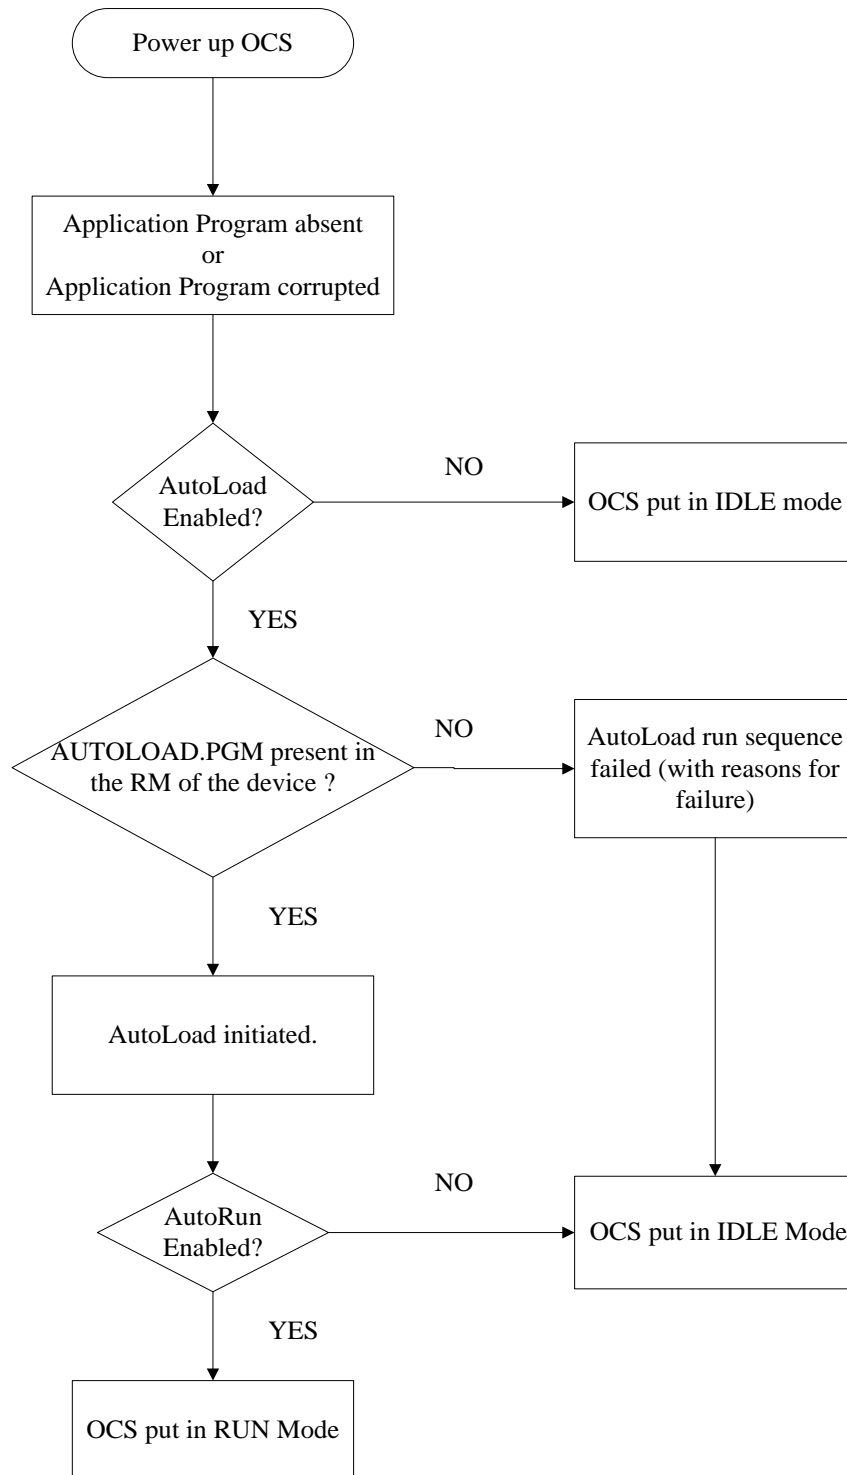 Power up OCS
Application Program absent
or
Application Program corrupted
AutoLoad
Enabled?
NO
OCS put in IDLE mode
YES
AUTOLOAD.PGM present in
the RM of the device ?
NO
AutoLoad run sequence
failed (with reasons for
failure)
YES
AutoLoad initiated.
AutoRun
Enabled?
NO
OCS put in IDLE Mode
YES
OCS put in RUN Mode